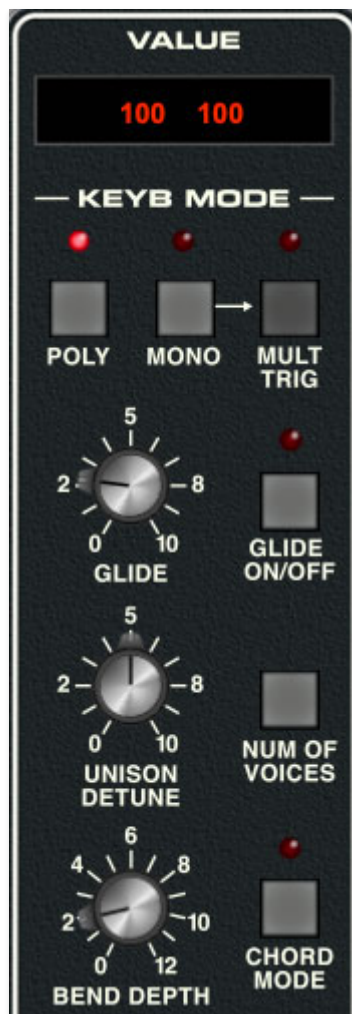 VALUE
100 100
KEYB MODE
POLY MONO MULT
TRIG
5
2 8
0 10
GLIDE
GLIDE
ON/OFF
5
2 8
0 10
UNISON
DETUNE
NUM OF
VOICES
6
4 8
2 10
0 12
BEND DEPTH
CHORD
MODE